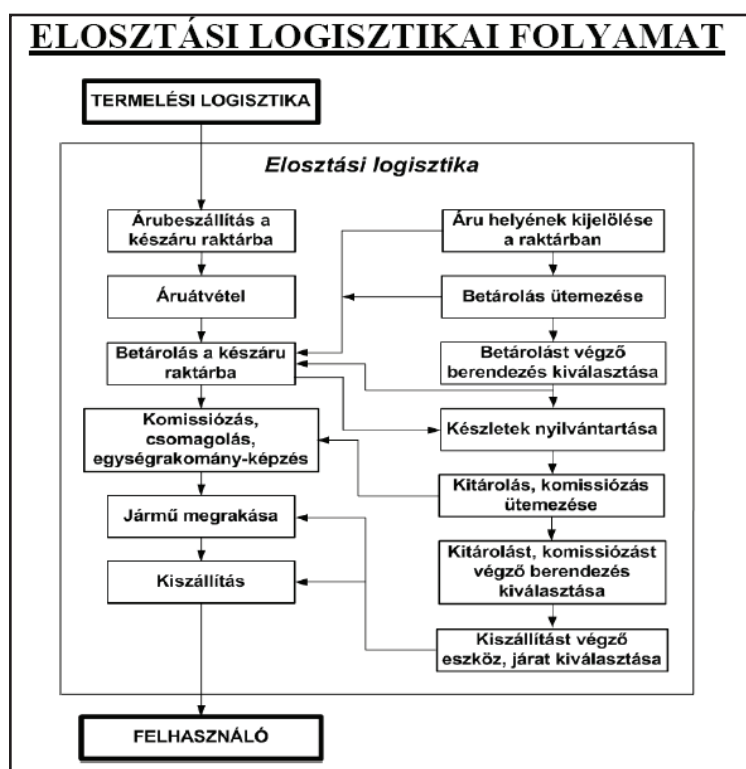 ELOSZTÁSI LOGISZTIKAI FOLYAMAT
TERMELÉSI LOGISZTIKA
Elosztási logisztika
Árubeszállítás a
készáru raktárba
Áruátvétel
Betárolás a készáru
raktárba
Komissiózás,
csomagolás,
egységrakomány-képzés
Jármű megrakása
Kiszállítás
Áru helyének kijelölése
a raktárban
Betárolás ütemezése
Betárolást végző
berendezés kiválasztása
Készletek nyilvántartása
Kitárolás, komissiózás
ütemezése
Kitárolást, komissiózást
végző berendezés
kiválasztása
Kiszállítást végző
eszköz, járat kiválasztása
FELHASZNÁLÓ